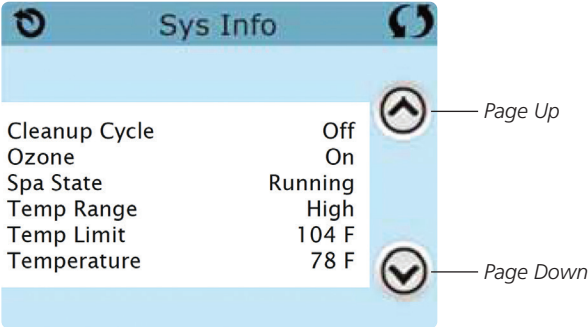 Sys Info
Page Up
Cleanup Cycle Off
Ozone On
Spa State Running
Temp Range High
Temp Limit 104 F
Temperature 78 F
Page Down